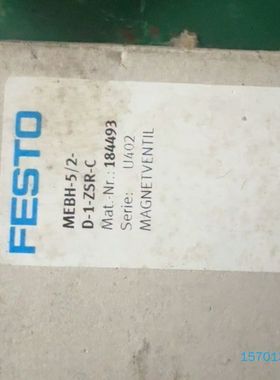 FESTO
MEBH-5/2-
D-1-ZSR-C
Mat.-Nr.: 184493
Serie: U402
MAGNETVENTIL
15701